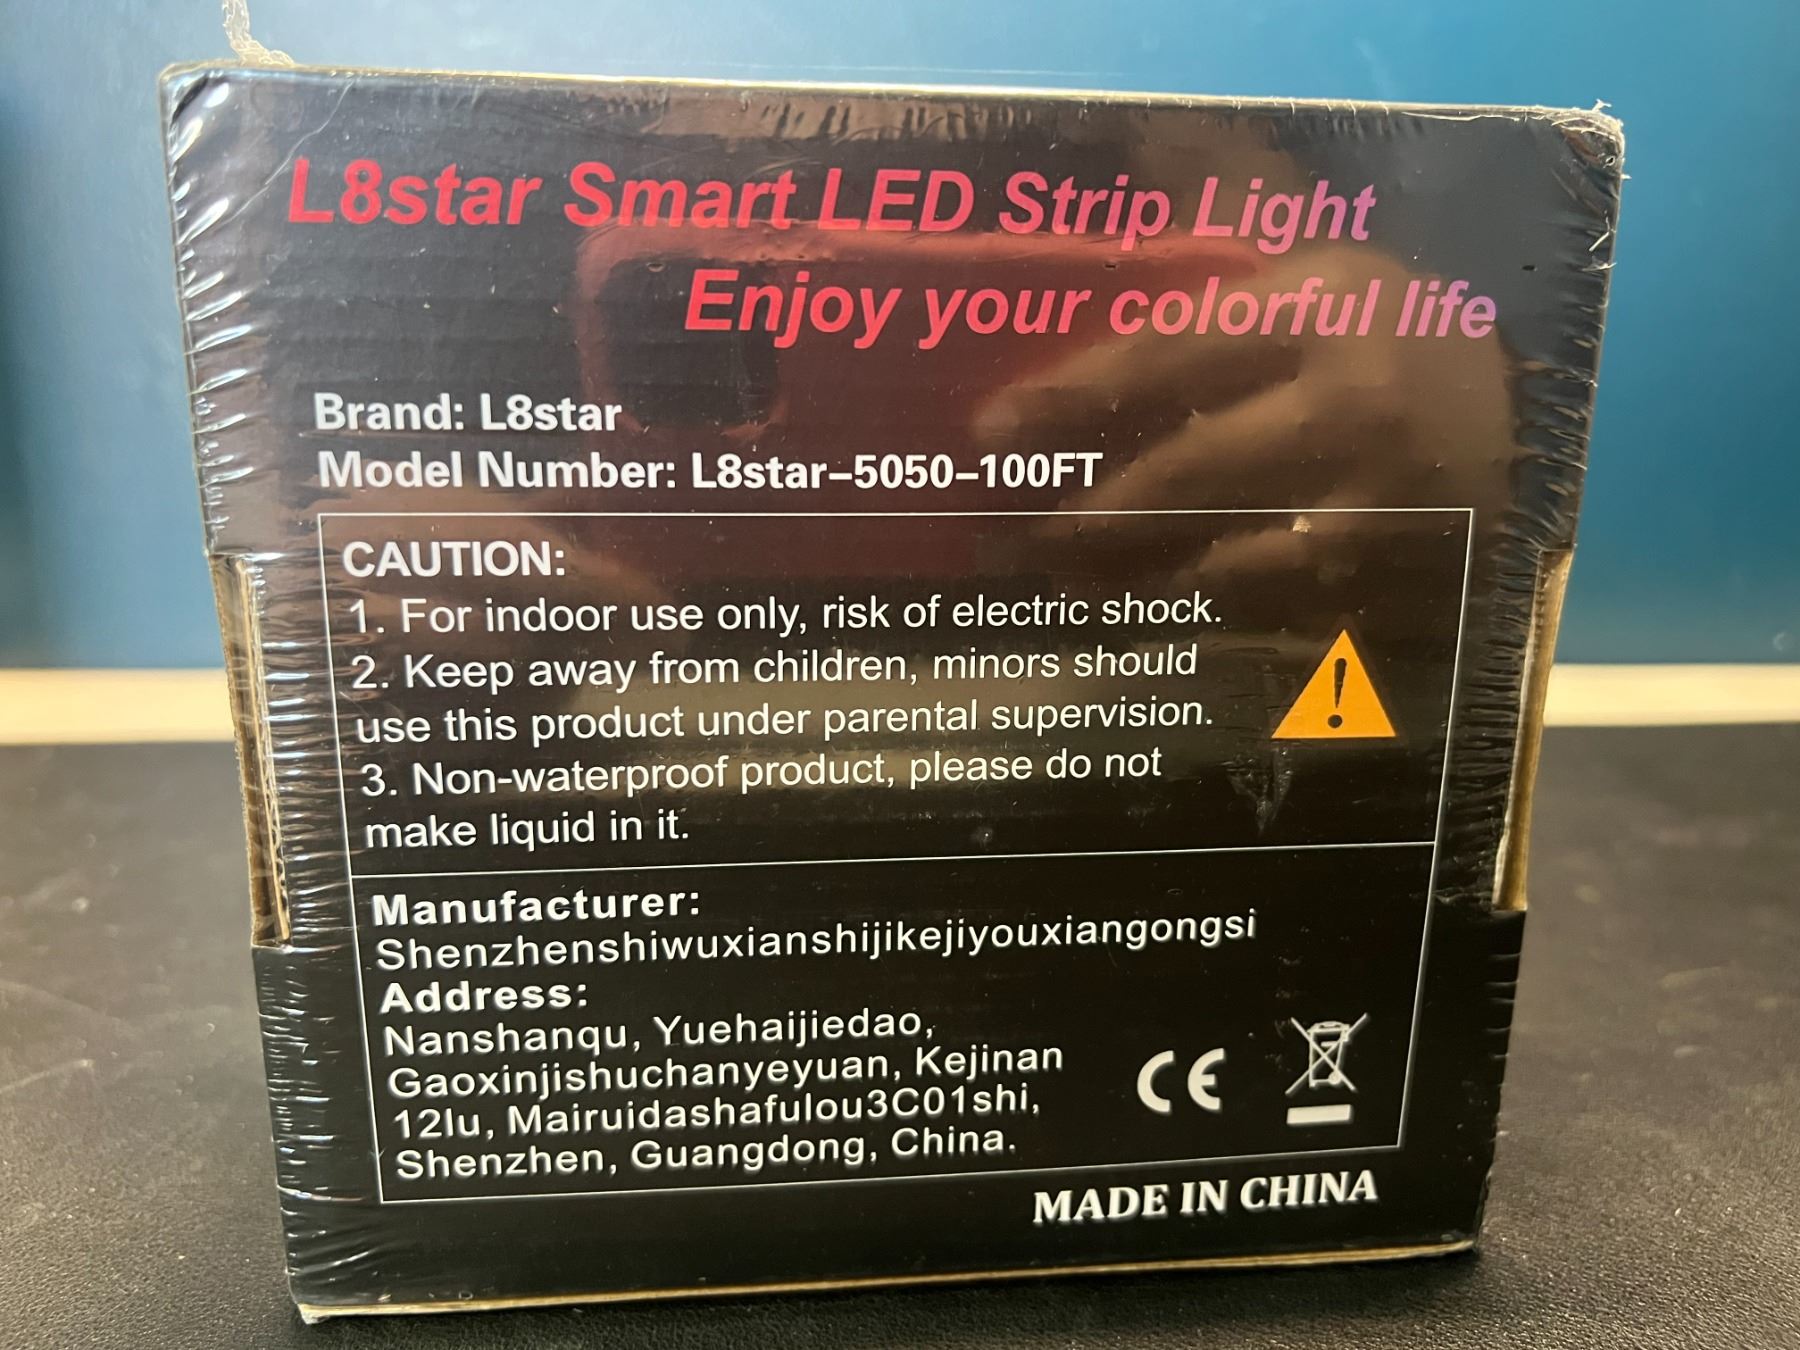 L8star Smart LED Strip Light
Enjoy your colorful life
Brand: L8star
Model Number: L8star-5050-100FT
CAUTION:
1. For indoor use only, risk of electric shock.
2. Keep away from children, minors should
use this product under parental supervision.
3. Non-waterproof product, please do not
make liquid in it.
Manufacturer:
Shenzhenshiwuxianshijikejiyouxiangongsi
Address:
Nanshanqu, Yuehaijiedao,
Gaoxinjishuchanyeyuan, Kejinan
12lu, Mairuidashafulou3C01shi,
Shenzhen, Guangdong, China.
CE
MADE IN CHINA